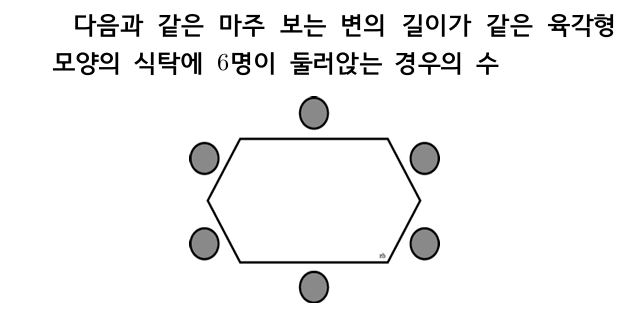 다음과 같은 마주 보는 변의 길이가 같은 육각형
모양의 식탁에 6명이 둘러앉는 경우의 수